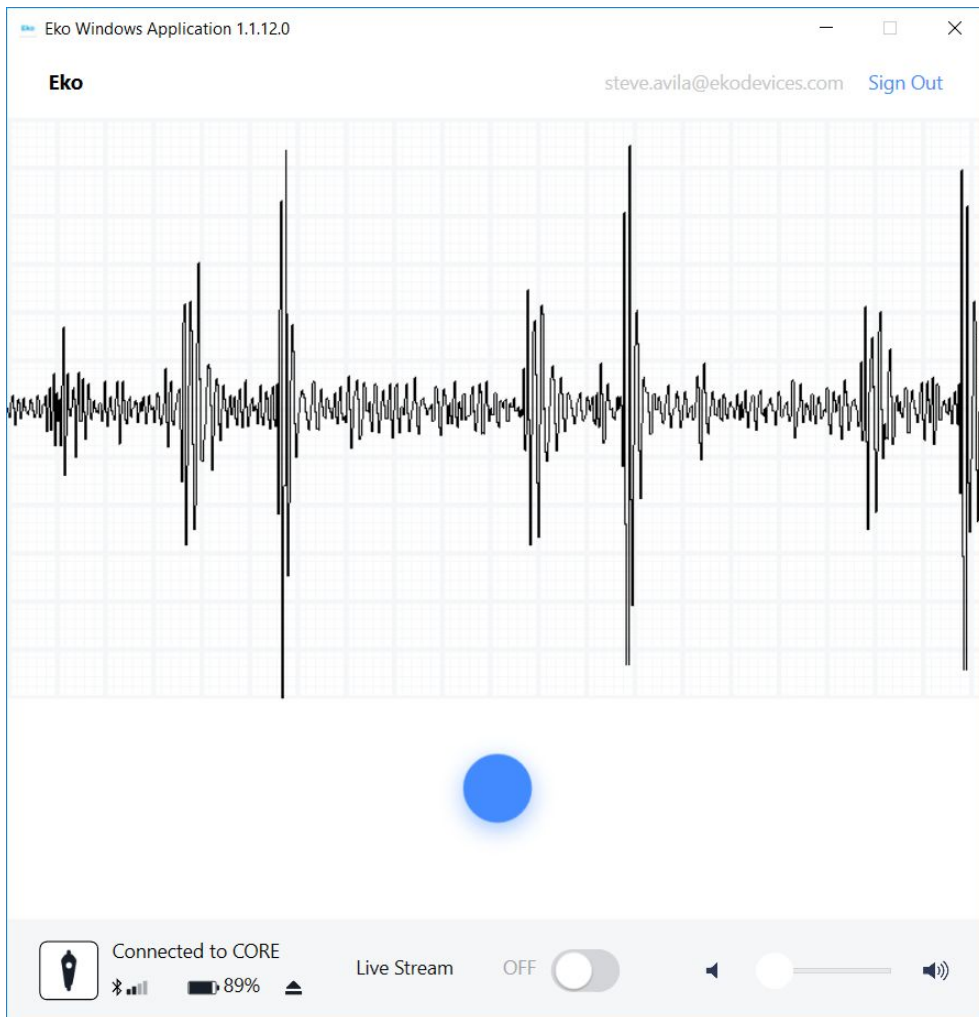 Eko Eko Windows Application 1.1.12.0
Eko
steve.avila@ekodevices.com Sign Out
Connected to CORE
89%
Live Stream OFF